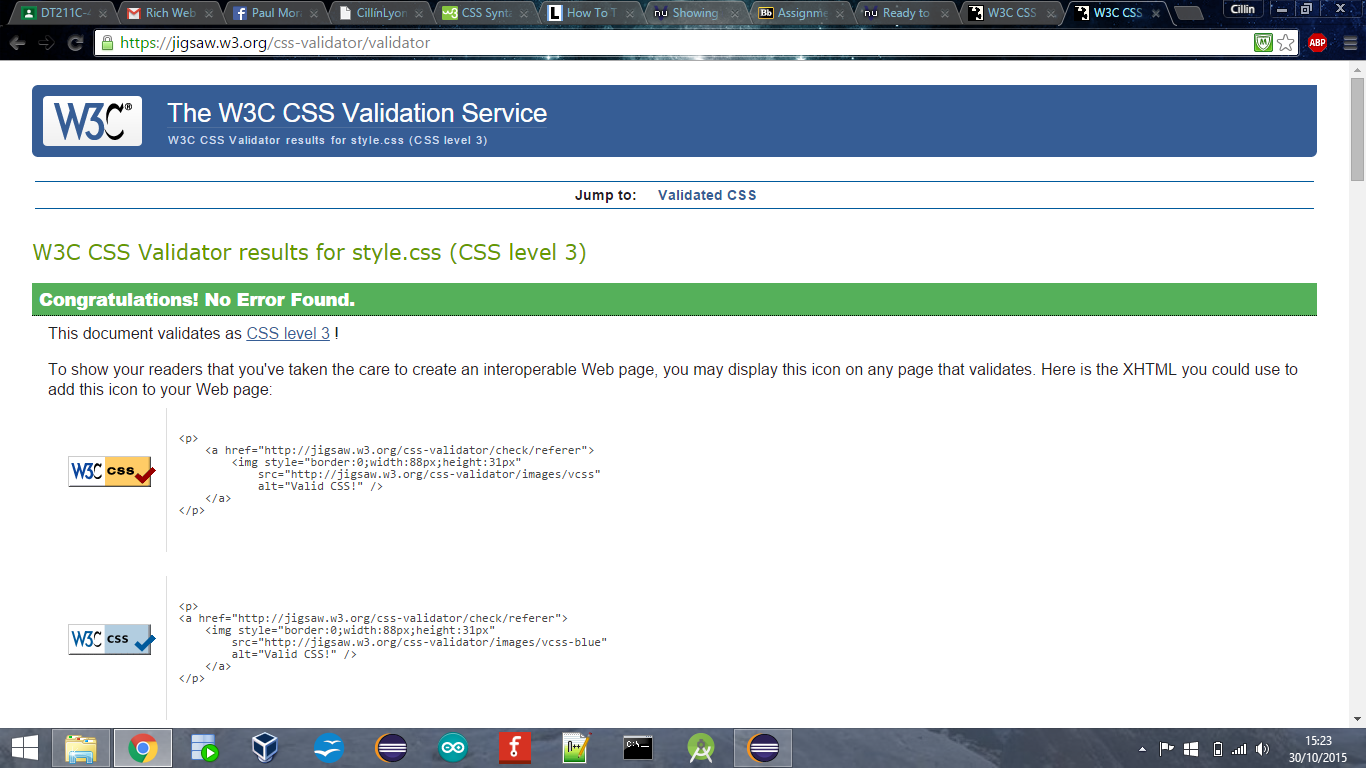 DT211C-4
Rich Web
Paul Mora
CillínLyon
CSS Synta
How To T
nu Showing
Bb Assignme
nu Ready to
W3C CSS
W3C CSS
Cillin
https://jigsaw.w3.org/css-validator/validator
ABP
W3C®
The W3C CSS Validation Service
W3C CSS Validator results for style.css (CSS level 3)
Jump to: Validated CSS
W3C CSS Validator results for style.css (CSS level 3)
Congratulations! No Error Found.
This document validates as CSS level 3 !
To show your readers that you've taken the care to create an interoperable Web page, you may display this icon on any page that validates. Here is the XHTML you could use to
add this icon to your Web page:
W3C css
<p>
<a href="http://jigsaw.w3.org/css-validator/check/referer">
<img style="border:0;width:88px;height:31px"
src="http://jigsaw.w3.org/css-validator/images/vcss"
alt="Valid CSS!" />
</a>
</p>
W3C css
<p>
<a href="http://jigsaw.w3.org/css-validator/check/referer">
<img style="border:0;width:88px;height:31px"
src="http://jigsaw.w3.org/css-validator/images/vcss-blue"
alt="Valid CSS!" />
</a>
</p>
C:\_
15:23
30/10/2015